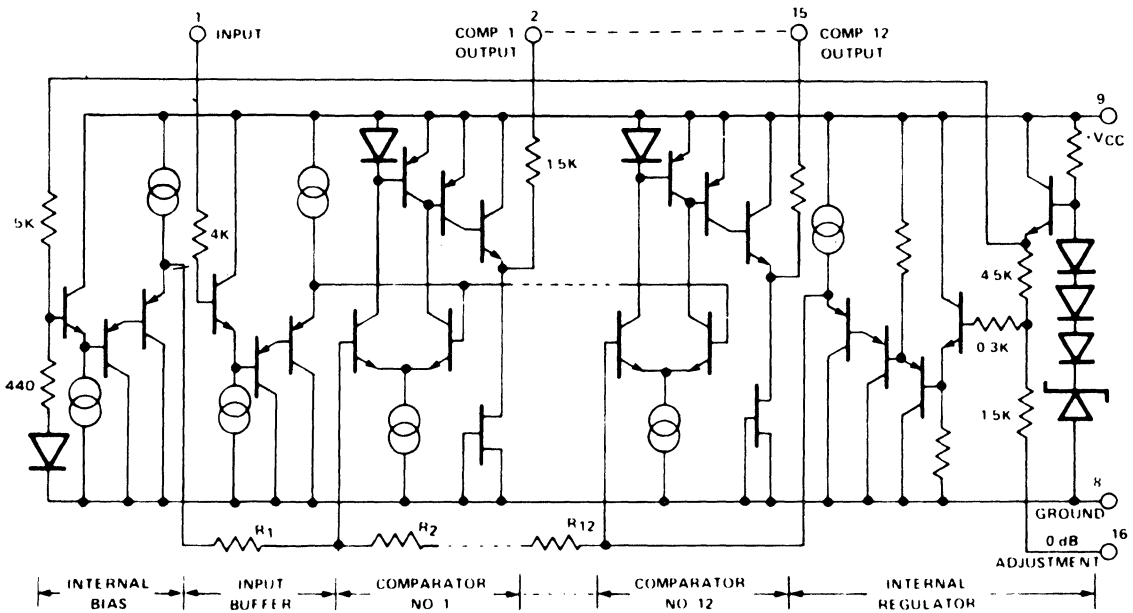 1
INPUT
COMP 1
OUTPUT
2
15
COMP 12
OUTPUT
9
·VCC
5K
4K
1 5K
4 5K
0 3K
440
1 5K
8
GROUND
R1
R2
R12
0 dB
16
ADJUSTMENT
INTERNAL
BIAS
INPUT
BUFFER
COMPARATOR
NO 1
COMPARATOR
NO 12
INTERNAL
REGULATOR